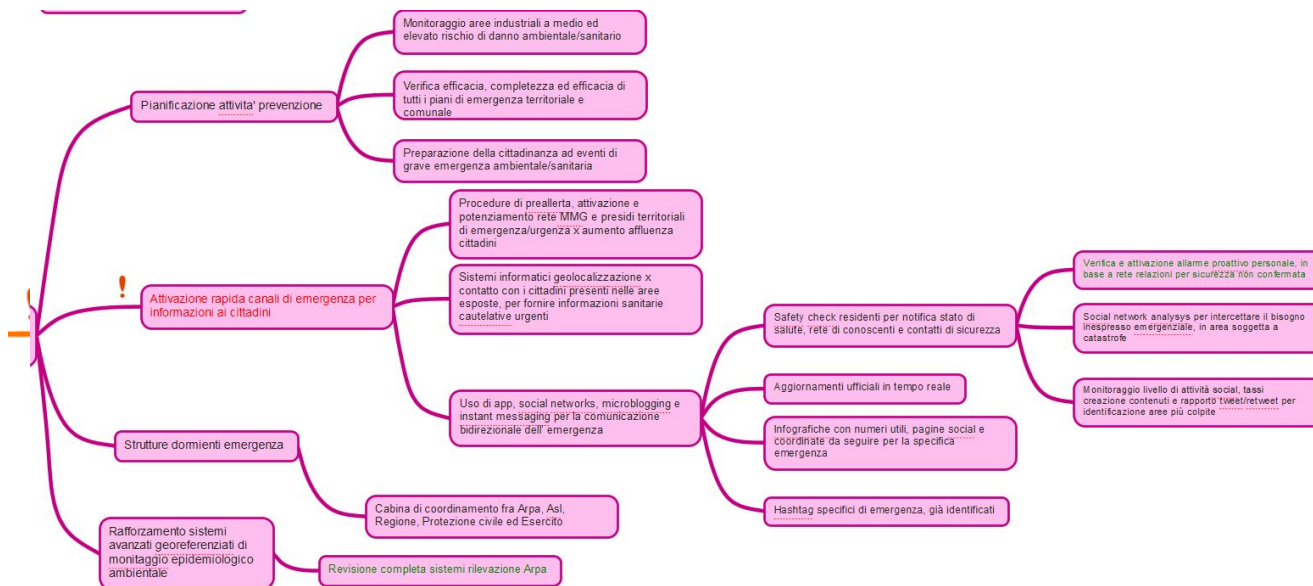 Monitoraggio aree industriali a medio ed
elevato rischio di danno ambientale/sanitario
Pianificazione attivita' prevenzione
Verifica efficacia, completezza ed efficacia di
tutti i piani di emergenza territoriale e
comunale
Preparazione della cittadinanza ad eventi di
grave emergenza ambientale/sanitaria
!
Attivazione rapida canali di emergenza per
informazioni ai cittadini
Procedure di preallerta, attivazione e
potenziamento rete MMG e presidi territoriali
di emergenza/urgenza x aumento affluenza
cittadini
Sistemi informatici geolocalizzazione x
contatto con i cittadini presenti nelle aree
esposte, per fornire informazioni sanitarie
cautelative urgenti
Uso di app, social networks, microblogging e
instant messaging per la comunicazione
bidirezionale dell' emergenza
Safety check residenti per notifica stato di
salute, rete di conoscenti e contatti di sicurezza
Verifica e attivazione allarme proattivo personale, in
base a rete relazioni per sicurezza non confermata
Social network analysys per intercettare il bisogno
inespresso emergenziale, in area soggetta a
catastrofe
Monitoraggio livello di attività social, tassi
creazione contenuti e rapporto tweet/retweet per
identificazione aree più colpite
Aggiornamenti ufficiali in tempo reale
Infografiche con numeri utili, pagine social e
coordinate da seguire per la specifica
emergenza
Hashtag specifici di emergenza, già identificati
Strutture dormienti emergenza
Cabina di coordinamento fra Arpa, Asl,
Regione, Protezione civile ed Esercito
Rafforzamento sistemi
avanzati georeferenziati di
monitaggio epidemiologico
ambientale
Revisione completa sistemi rilevazione Arpa